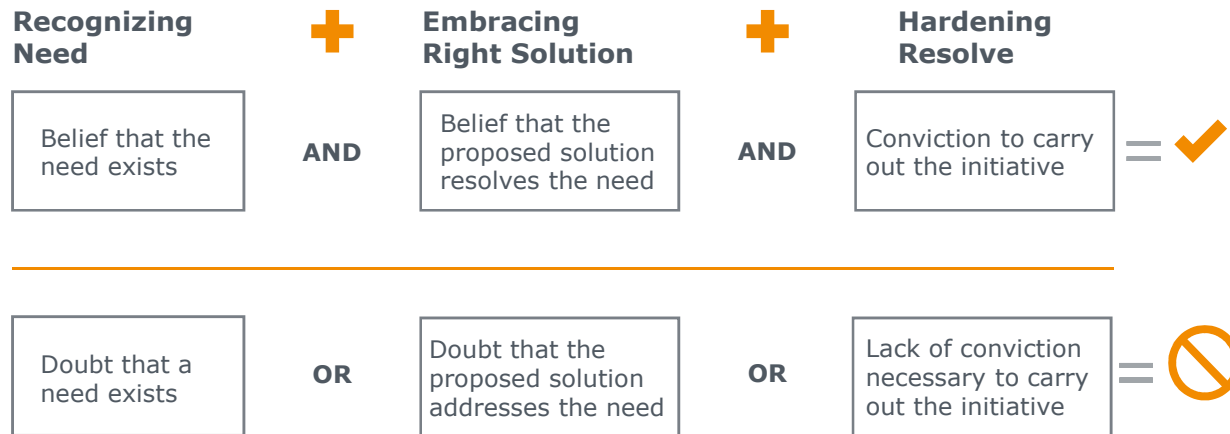 Recognizing
Need
Embracing
Right Solution
Hardening
Resolve
Belief that the
need exists
AND
Belief that the
proposed solution
resolves the need
AND
Conviction to carry
out the initiative
=
Doubt that a
need exists
OR
Doubt that the
proposed solution
addresses the need
OR
Lack of conviction
necessary to carry
out the initiative
=